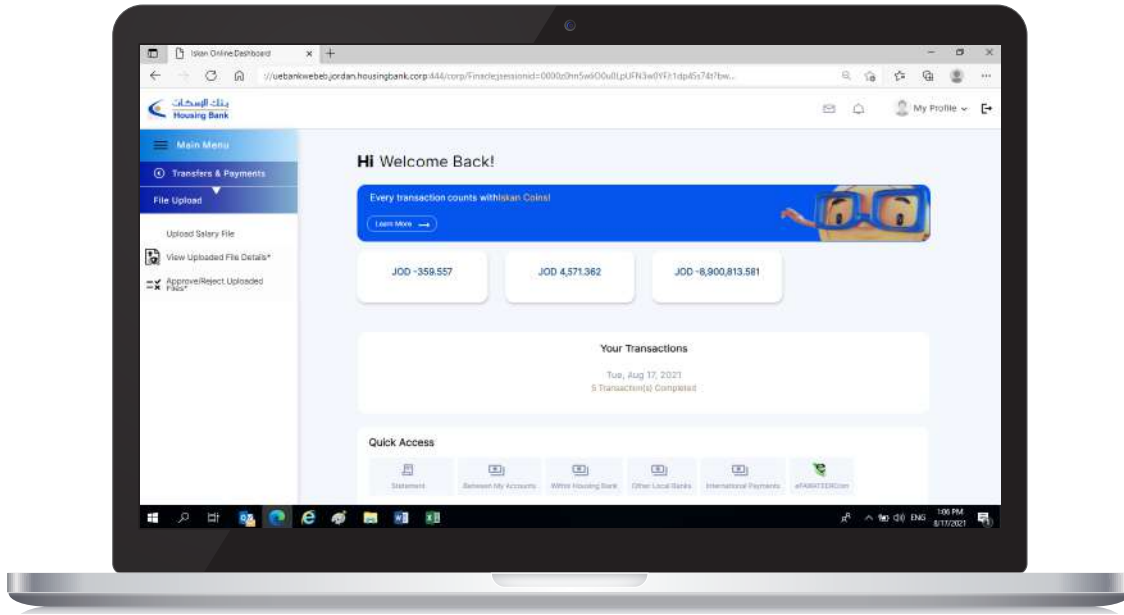 Iskan Online Dashboard
Housing Bank
My Profile
Main Menu
Transfers & Payments
File Upload
Upload Salary File
View Uploaded File Details*
Approve/Reject Uploaded
Files*
Hi Welcome Back!
Every transaction counts withIskan Coins!
Learn More
JOD -359.557
JOD 4,571.362
JOD -8,900,813.581
Your Transactions
Tue, Aug 17, 2021
5 Transaction(s) Completed
Quick Access
Statement
Between My Accounts
Within Housing Bank
Other Local Banks
International Payments
eFAWATEERcom
ENG
1:06 PM
8/17/2021